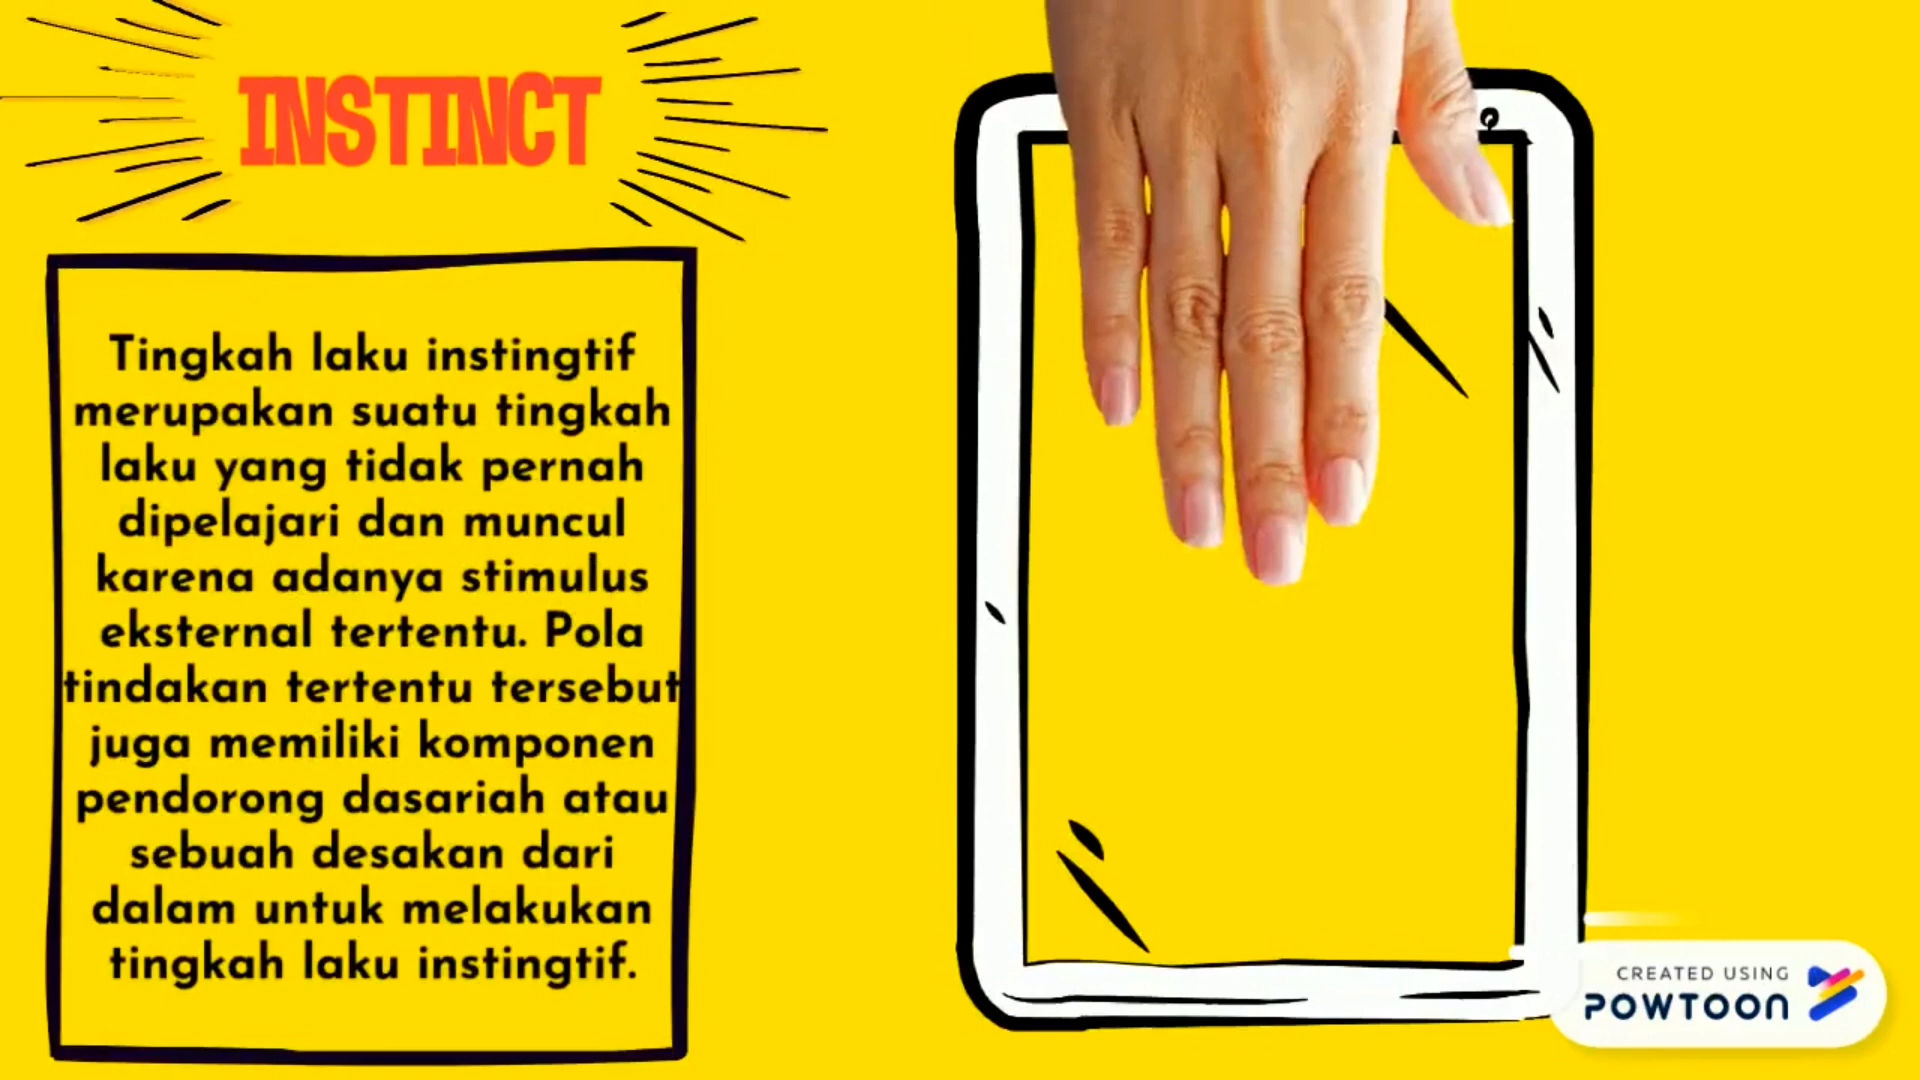 INSTINCT
Tingkah laku instingtif
merupakan suatu tingkah
laku yang tidak pernah
dipelajari dan muncul
karena adanya stimulus
eksternal tertentu. Pola
tindakan tertentu tersebut
juga memiliki komponen
pendorong dasariah atau
sebuah desakan dari
dalam untuk melakukan
tingkah laku instingtif.
CREATED USING
POWTOON